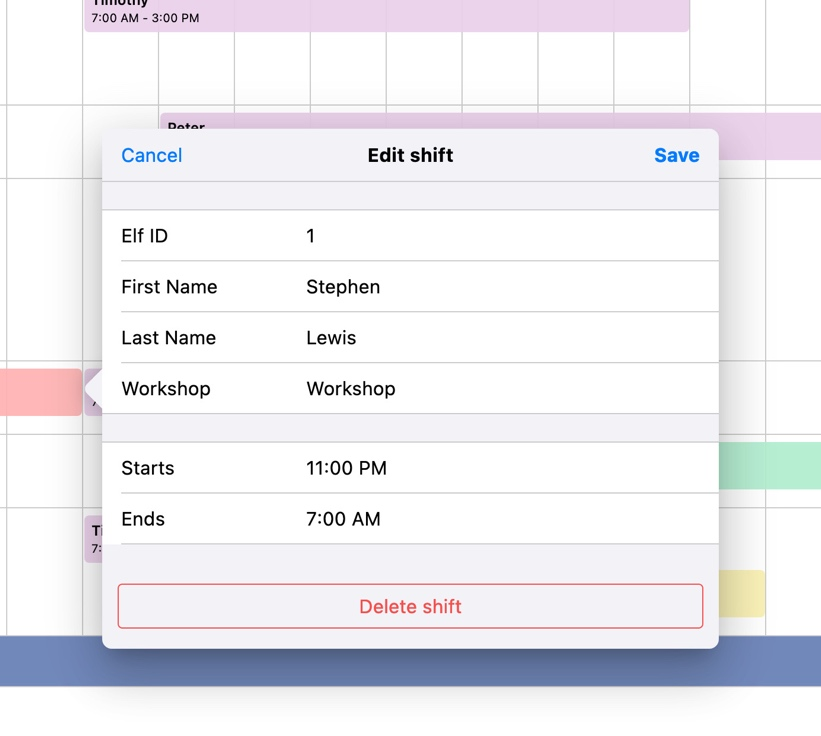 Timothy
7:00 AM - 3:00 PM
Peter
Cancel
Edit shift
Save
Elf ID 1
First Name Stephen
Last Name Lewis
Workshop Workshop
Starts 11:00 PM
Ends 7:00 AM
Ti
7:
Delete shift